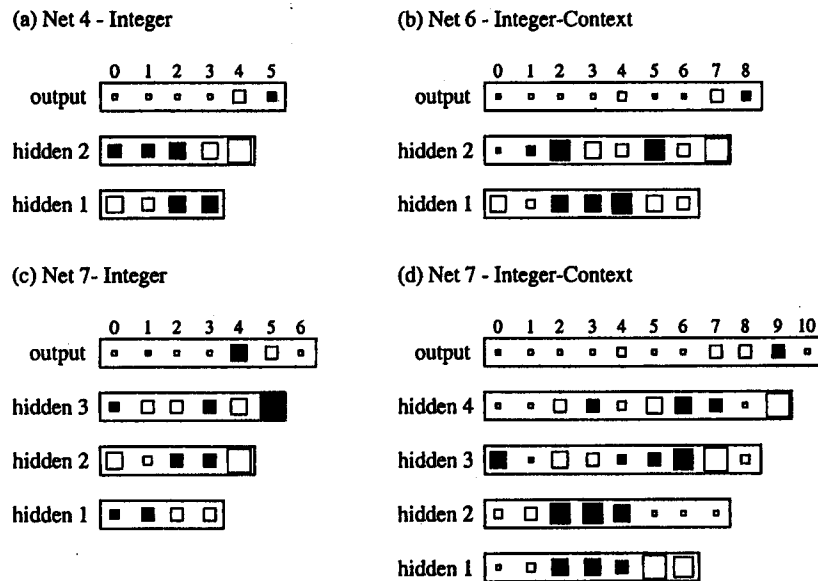 (a) Net 4 - Integer
0 1 2 3 4 5
output
hidden 2
hidden 1
(b) Net 6 - Integer-Context
0 1 2 3 4 5 6 7 8
output
hidden 2
hidden 1
(c) Net 7- Integer
0 1 2 3 4 5 6
output
hidden 3
hidden 2
hidden 1
(d) Net 7 - Integer-Context
0 1 2 3 4 5 6 7 8 9 10
output
hidden 4
hidden 3
hidden 2
hidden 1